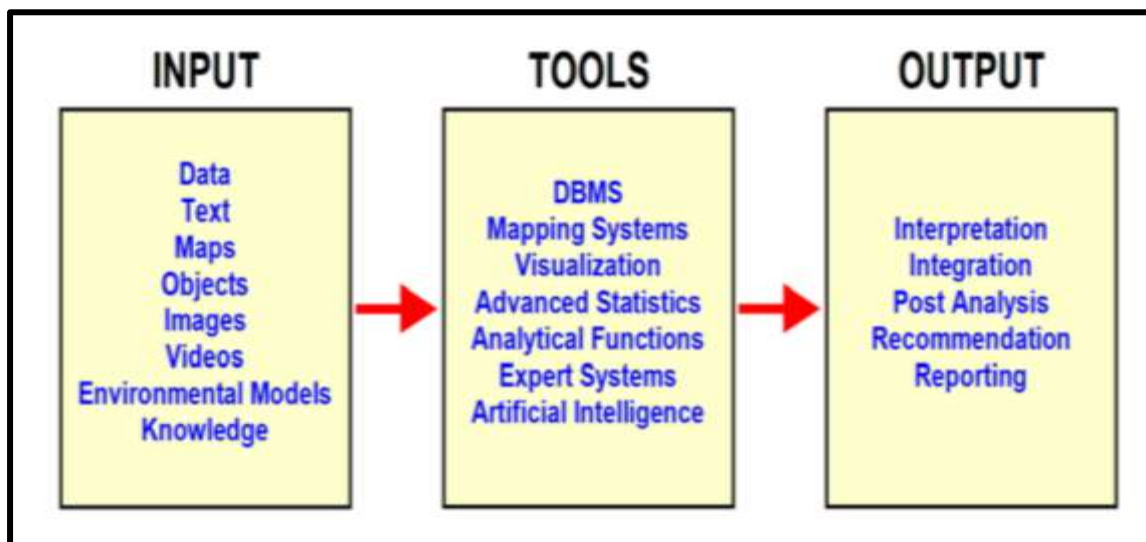 INPUT
Data
Text
Maps
Objects
Images
Videos
Environmental Models
Knowledge
TOOLS
DBMS
Mapping Systems
Visualization
Advanced Statistics
Analytical Functions
Expert Systems
Artificial Intelligence
OUTPUT
Interpretation
Integration
Post Analysis
Recommendation
Reporting